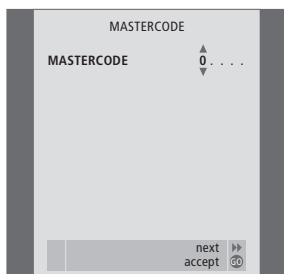 MASTERCODE
MASTERCODE 0 . . . .
next
accept GO